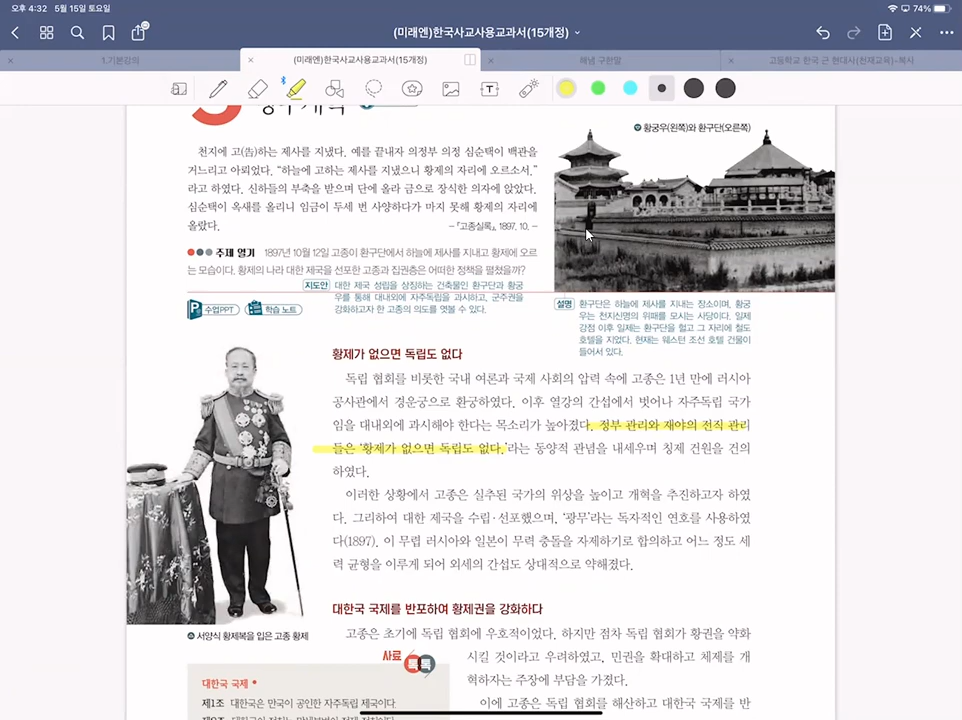 오후 4:32 5월 15일 토요일
74%
(미래엔)한국사교사용교과서(15개정)
1.기본강의
(미래엔)한국사교사용교과서(15개정)
해냄 구한말
고등학교 한국 근 현대사(천재교육)-복사
황궁우(왼쪽)와 환구단(오른쪽)
천지에 고(告)하는 제사를 지냈다. 예를 끝내자 의정부 의정 심순택이 백관을
거느리고 아뢰었다. “하늘에 고하는 제사를 지냈으니 황제의 자리에 오르소서.”
라고 하였다. 신하들의 부축을 받으며 단에 올라 금으로 장식한 의자에 앉았다.
심순택이 옥새를 올리니 임금이 두세 번 사양하다가 마지 못해 황제의 자리에
올랐다.
- 『고종실록』, 1897. 10. -
주제 열기 1897년 10월 12일 고종이 환구단에서 하늘에 제사를 지내고 황제에 오르
는 모습이다. 황제의 나라 대한 제국을 선포한 고종과 집권층은 어떠한 정책을 펼쳤을까?
지도안 대한 제국 성립을 상징하는 건축물인 환구단과 황궁
우를 통해 대내외에 자주독립을 과시하고, 군주권을
강화하고자 한 고종의 의도를 엿볼 수 있다.
수업PPT 학습 노트
설명 환구단은 하늘에 제사를 지내는 장소이며, 황궁
우는 천지신명의 위패를 모시는 사당이다. 일제
강점 이후 일제는 환구단을 헐고 그 자리에 철도
호텔을 지었다. 현재는 웨스턴 조선 호텔 건물이
들어서 있다.
황제가 없으면 독립도 없다
독립 협회를 비롯한 국내 여론과 국제 사회의 압력 속에 고종은 1년 만에 러시아
공사관에서 경운궁으로 환궁하였다. 이후 열강의 간섭에서 벗어나 자주독립 국가
임을 대내외에 과시해야 한다는 목소리가 높아졌다. 정부 관리와 재야의 전직 관리
들은 ‘황제가 없으면 독립도 없다.’라는 동양적 관념을 내세우며 칭제 건원을 건의
하였다.
이러한 상황에서 고종은 실추된 국가의 위상을 높이고 개혁을 추진하고자 하였
다. 그리하여 대한 제국을 수립·선포했으며, ‘광무’라는 독자적인 연호를 사용하였
다(1897). 이 무렵 러시아와 일본이 무력 충돌을 자제하기로 합의하고 어느 정도 세
력 균형을 이루게 되어 외세의 간섭도 상대적으로 약해졌다.
대한국 국제를 반포하여 황제권을 강화하다
서양식 황제복을 입은 고종 황제
고종은 초기에 독립 협회에 우호적이었다. 하지만 점차 독립 협회가 황권을 약화
시킬 것이라고 우려하였고, 민권을 확대하고 체제를 개
혁하자는 주장에 부담을 가졌다.
이에 고종은 독립 협회를 해산하고 대한국 국제를 반
사료 톡톡
대한국 국제
제1조 대한국은 만국이 공인한 자주독립 제국이다.